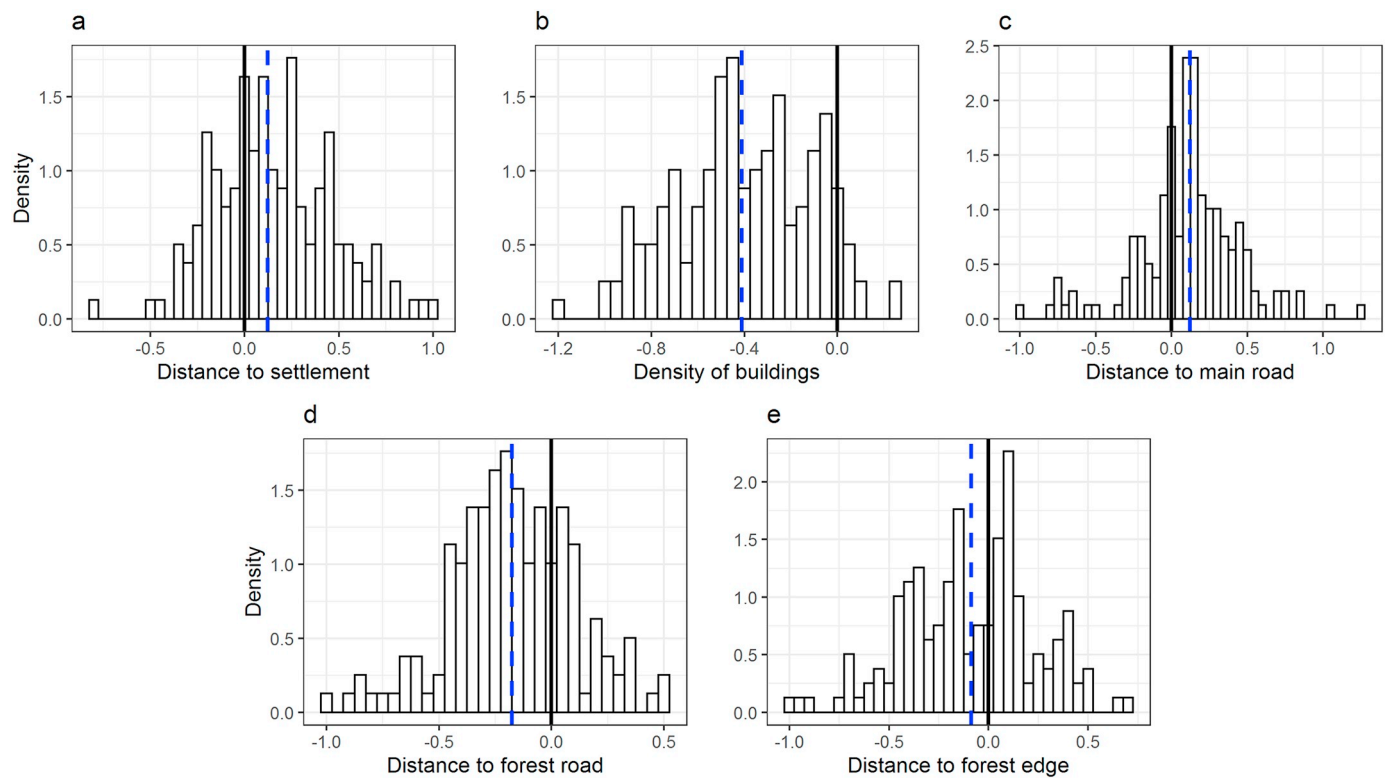 a
b
c
Density
1.5
1.0
0.5
0.0
-0.5 0.0 0.5 1.0
Distance to settlement
1.5
1.0
0.5
0.0
-1.2 -0.8 -0.4 0.0
Density of buildings
2.5
2.0
1.5
1.0
0.5
0.0
-1.0 -0.5 0.0 0.5 1.0
Distance to main road
d
e
Density
1.5
1.0
0.5
0.0
-1.0 -0.5 0.0 0.5
Distance to forest road
2.0
1.5
1.0
0.5
0.0
-1.0 -0.5 0.0 0.5
Distance to forest edge